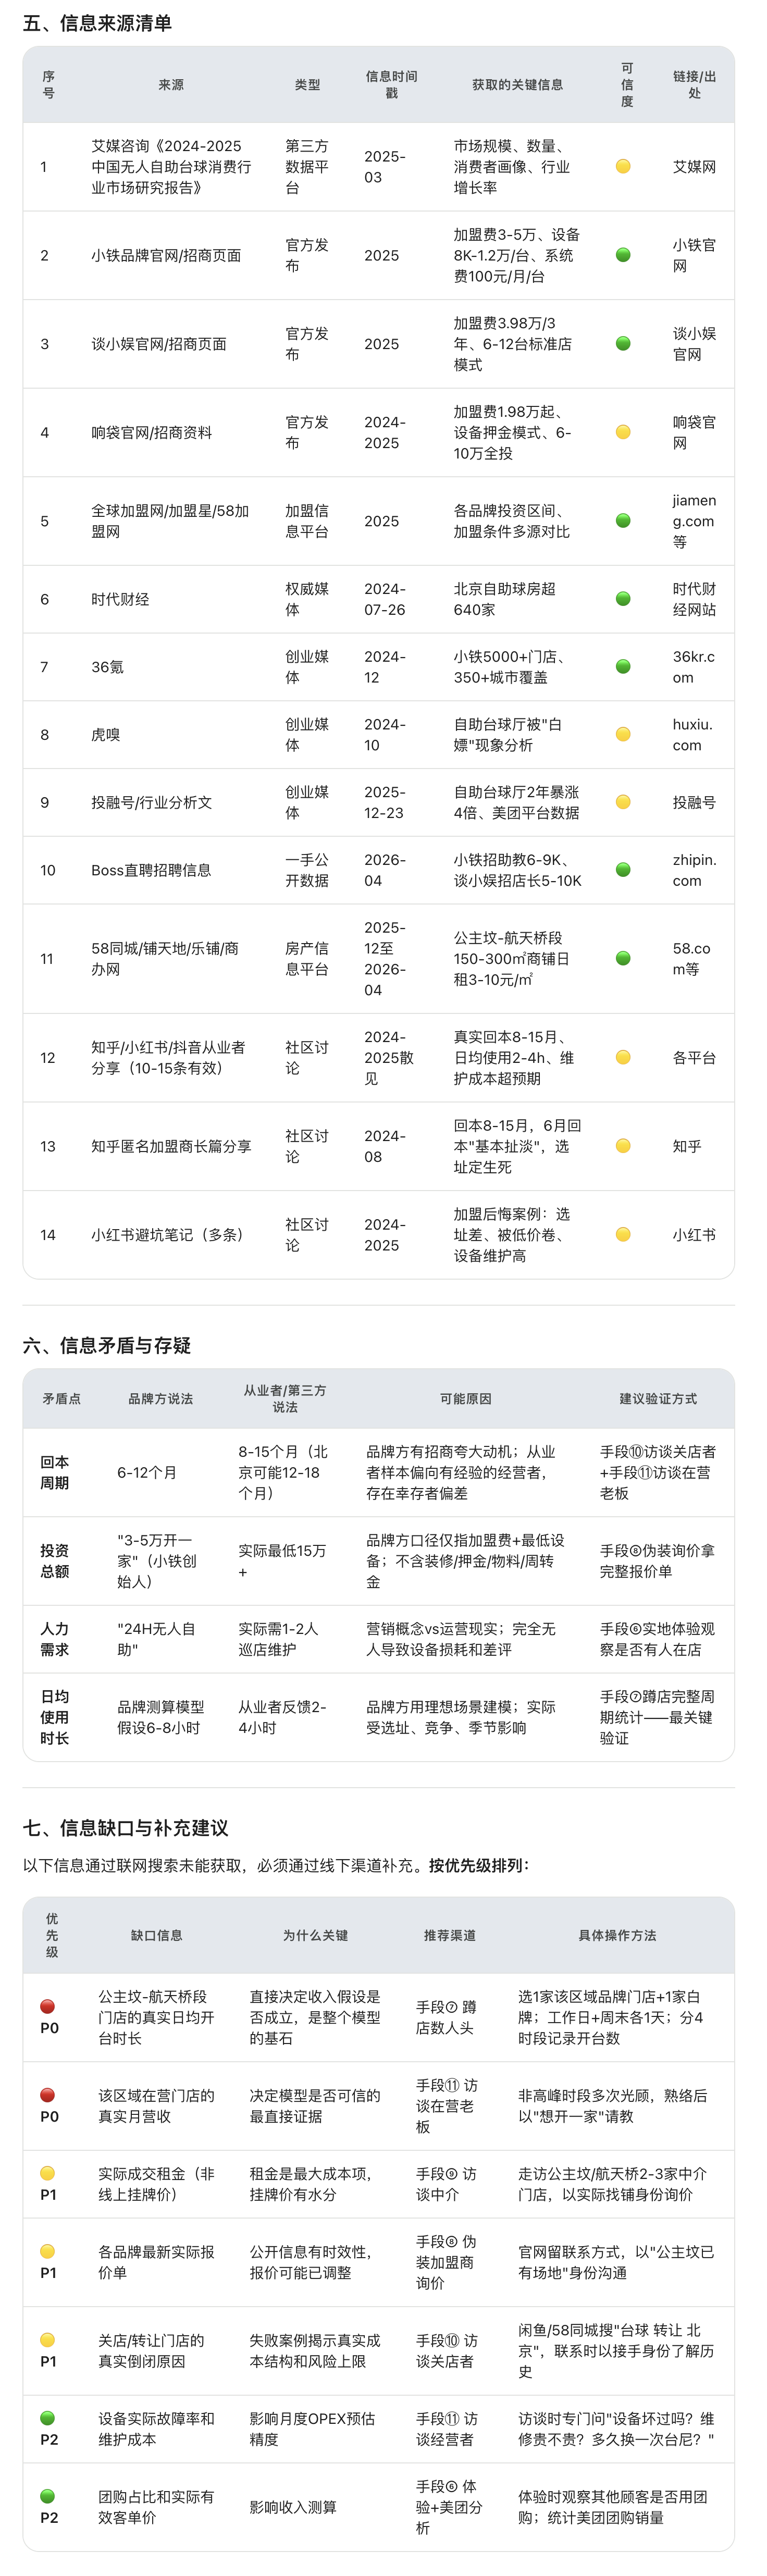 五、信息来源清单
序号 来源 类型 信息时间戳 获取的关键信息 可信度 链接/出处
1 艾媒咨询《2024-2025中国无人自助台球消费行业市场研究报告》 第三方数据平台 2025-03 市场规模、数量、消费者画像、行业增长率 🟡 艾媒网
2 小铁品牌官网/招商页面 官方发布 2025 加盟费3-5万、设备8K-1.2万/台、系统费100元/月/台 🟢 小铁官网
3 谈小娱官网/招商页面 官方发布 2025 加盟费3.98万/3年、6-12台标准店模式 🟢 谈小娱官网
4 响袋官网/招商资料 官方发布 2024-2025 加盟费1.98万起、设备押金模式、6-10万全投 🟡 响袋官网
5 全球加盟网/加盟星/58加盟网 加盟信息平台 2025 各品牌投资区间、加盟条件多源对比 🟢 jiameng.com等
6 时代财经 权威媒体 2024-07-26 北京自助球房超640家 🟢 时代财经网站
7 36氪 创业媒体 2024-12 小铁5000+门店、350+城市覆盖 🟢 36kr.com
8 虎嗅 创业媒体 2024-10 自助台球厅被"白嫖"现象分析 🟡 huxiu.com
9 投融号/行业分析文 创业媒体 2025-12-23 自助台球厅2年暴涨4倍、美团平台数据 🟡 投融号
10 Boss直聘招聘信息 一手公开数据 2026-04 小铁招助教6-9K、谈小娱招店长5-10K 🟢 zhipin.com
11 58同城/铺天地/乐铺/商办网 房产信息平台 2025-12至2026-04 公主坟-航天桥段150-300㎡商铺日租3-10元/㎡ 🟢 58.com等
12 知乎/小红书/抖音从业者分享（10-15条有效） 社区讨论 2024-2025散见 真实回本8-15月、日均使用2-4h、维护成本超预期 🟡 各平台
13 知乎匿名加盟商长篇分享 社区讨论 2024-08 回本8-15月，6月回本"基本扯淡"，选址定生死 🟡 知乎
14 小红书避坑笔记（多条） 社区讨论 2024-2025 加盟后悔案例：选址差、被低价卷、设备维护高 🟡 小红书
六、信息矛盾与存疑
矛盾点 品牌方说法 从业者/第三方说法 可能原因 建议验证方式
回本周期 6-12个月 8-15个月（北京可能12-18个月） 品牌方有招商夸大动机；从业者样本偏向有经验的经营者，存在幸存者偏差 手段⑩访谈关店者+手段⑪访谈在营老板
投资总额 "3-5万开一家"（小铁创始人） 实际最低15万+ 品牌方口径仅指加盟费+最低设备；不含装修/押金/物料/周转金 手段⑧伪装询价拿完整报价单
人力需求 "24H无人自助" 实际需1-2人巡店维护 营销概念vs运营现实；完全无人导致设备损耗和差评 手段⑥实地体验观察是否有人在店
日均使用时长 品牌测算模型假设6-8小时 从业者反馈2-4小时 品牌方用理想场景建模；实际受选址、竞争、季节影响 手段⑦蹲店完整周期统计——最关键验证
七、信息缺口与补充建议
以下信息通过联网搜索未能获取，必须通过线下渠道补充。按优先级排列：
优先级 缺口信息 为什么关键 推荐渠道 具体操作方法
🔴 P0 公主坟-航天桥段门店的真实日均开台时长 直接决定收入假设是否成立，是整个模型的基石 手段⑦ 蹲店数人头 选1家该区域品牌门店+1家白牌；工作日+周末各1天；分4时段记录开台数
🔴 P0 该区域在营门店的真实月营收 决定模型是否可信的最直接证据 手段⑪ 访谈在营老板 非高峰时段多次光顾，熟络后以"想开一家"请教
🟡 P1 实际成交租金（非线上挂牌价） 租金是最大成本项，挂牌价有水分 手段⑨ 访谈中介 走访公主坟/航天桥2-3家中介门店，以实际找铺身份询价
🟡 P1 各品牌最新实际报价单 公开信息有时效性，报价可能已调整 手段⑧ 伪装加盟商询价 官网留联系方式，以"公主坟已有场地"身份沟通
🟡 P1 关店/转让门店的真实倒闭原因 失败案例揭示真实成本结构和风险上限 手段⑩ 访谈关店者 闲鱼/58同城搜"台球 转让 北京"，联系时以接手身份了解历史
🟢 P2 设备实际故障率和维护成本 影响月度OPEX预估精度 手段⑪ 访谈经营者 访谈时专门问"设备坏过吗？维修贵不贵？多久换一次台尼？"
🟢 P2 团购占比和实际有效客单价 影响收入测算 手段⑥ 体验+美团分析 体验时观察其他顾客是否用团购；统计美团团购销量